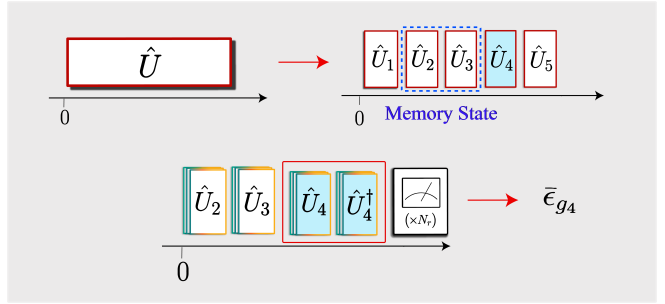 Û
Û₁ Û₂ Û₃ Û₄ Û₅
0
0
Memory State
Û₂ Û₃ Û₄ Û₄† (×Nᵣ) ϵ̄g₄
0